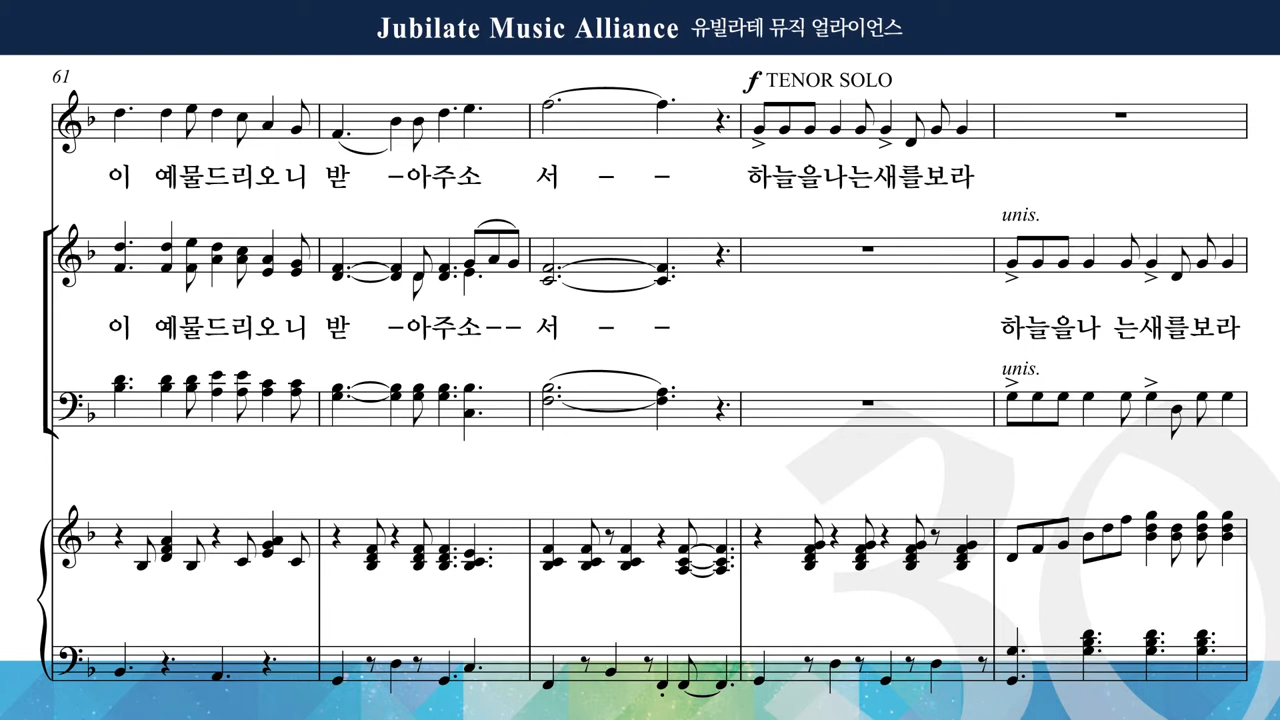 Jubilate Music Alliance 유빌라테 뮤직 얼라이언스
61
f TENOR SOLO
이 예물드리오니 받 –아주소 서 – – 하늘을나는새를보라
unis.
이 예물드리오니 받 –아주소–– 서 – – 하늘을나 는새를보라
unis.
30